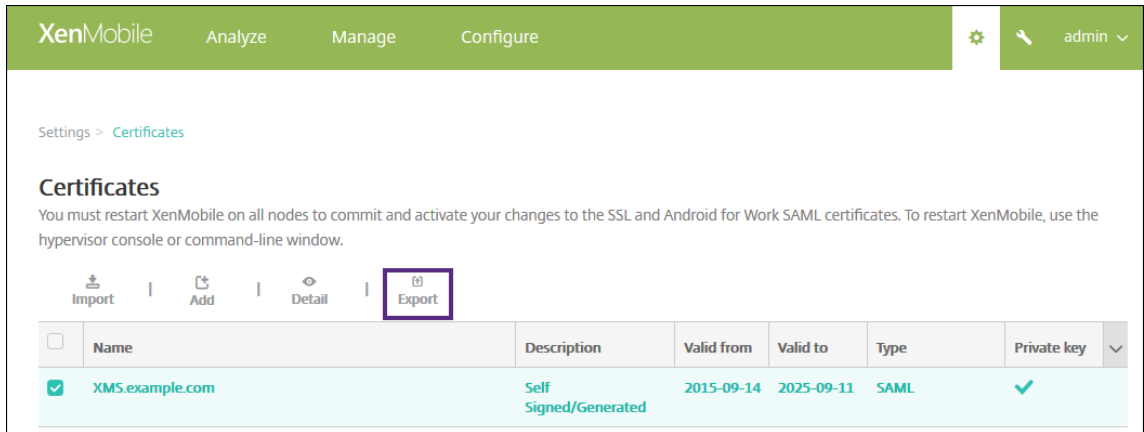 XenMobile Analyze Manage Configure admin
Settings > Certificates
Certificates
You must restart XenMobile on all nodes to commit and activate your changes to the SSL and Android for Work SAML certificates. To restart XenMobile, use the
hypervisor console or command-line window.
Import | Add | Detail | Export
Name Description Valid from Valid to Type Private key
XMS.example.com Self 2015-09-14 2025-09-11 SAML
Signed/Generated